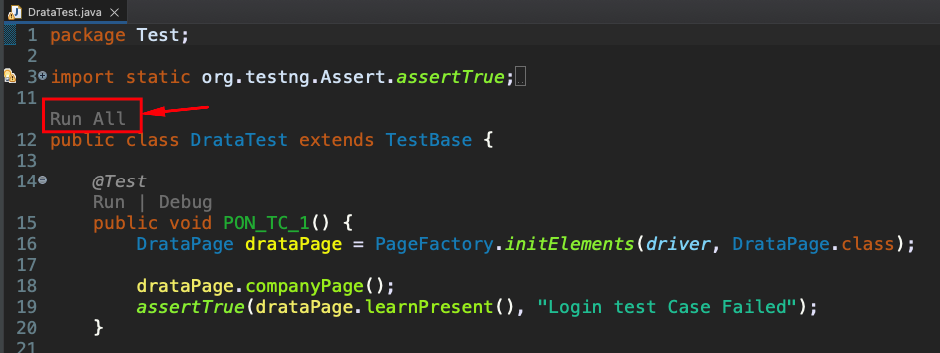 DrataTest.java
1 package Test;
2
3 import static org.testng.Assert.assertTrue;
11
Run All
12 public class DrataTest extends TestBase {
13
14 @Test
Run | Debug
15 public void PON_TC_1() {
16 DrataPage drataPage = PageFactory.initElements(driver, DrataPage.class);
17
18 drataPage.companyPage();
19 assertTrue(drataPage.learnPresent(), "Login test Case Failed");
20 }
21